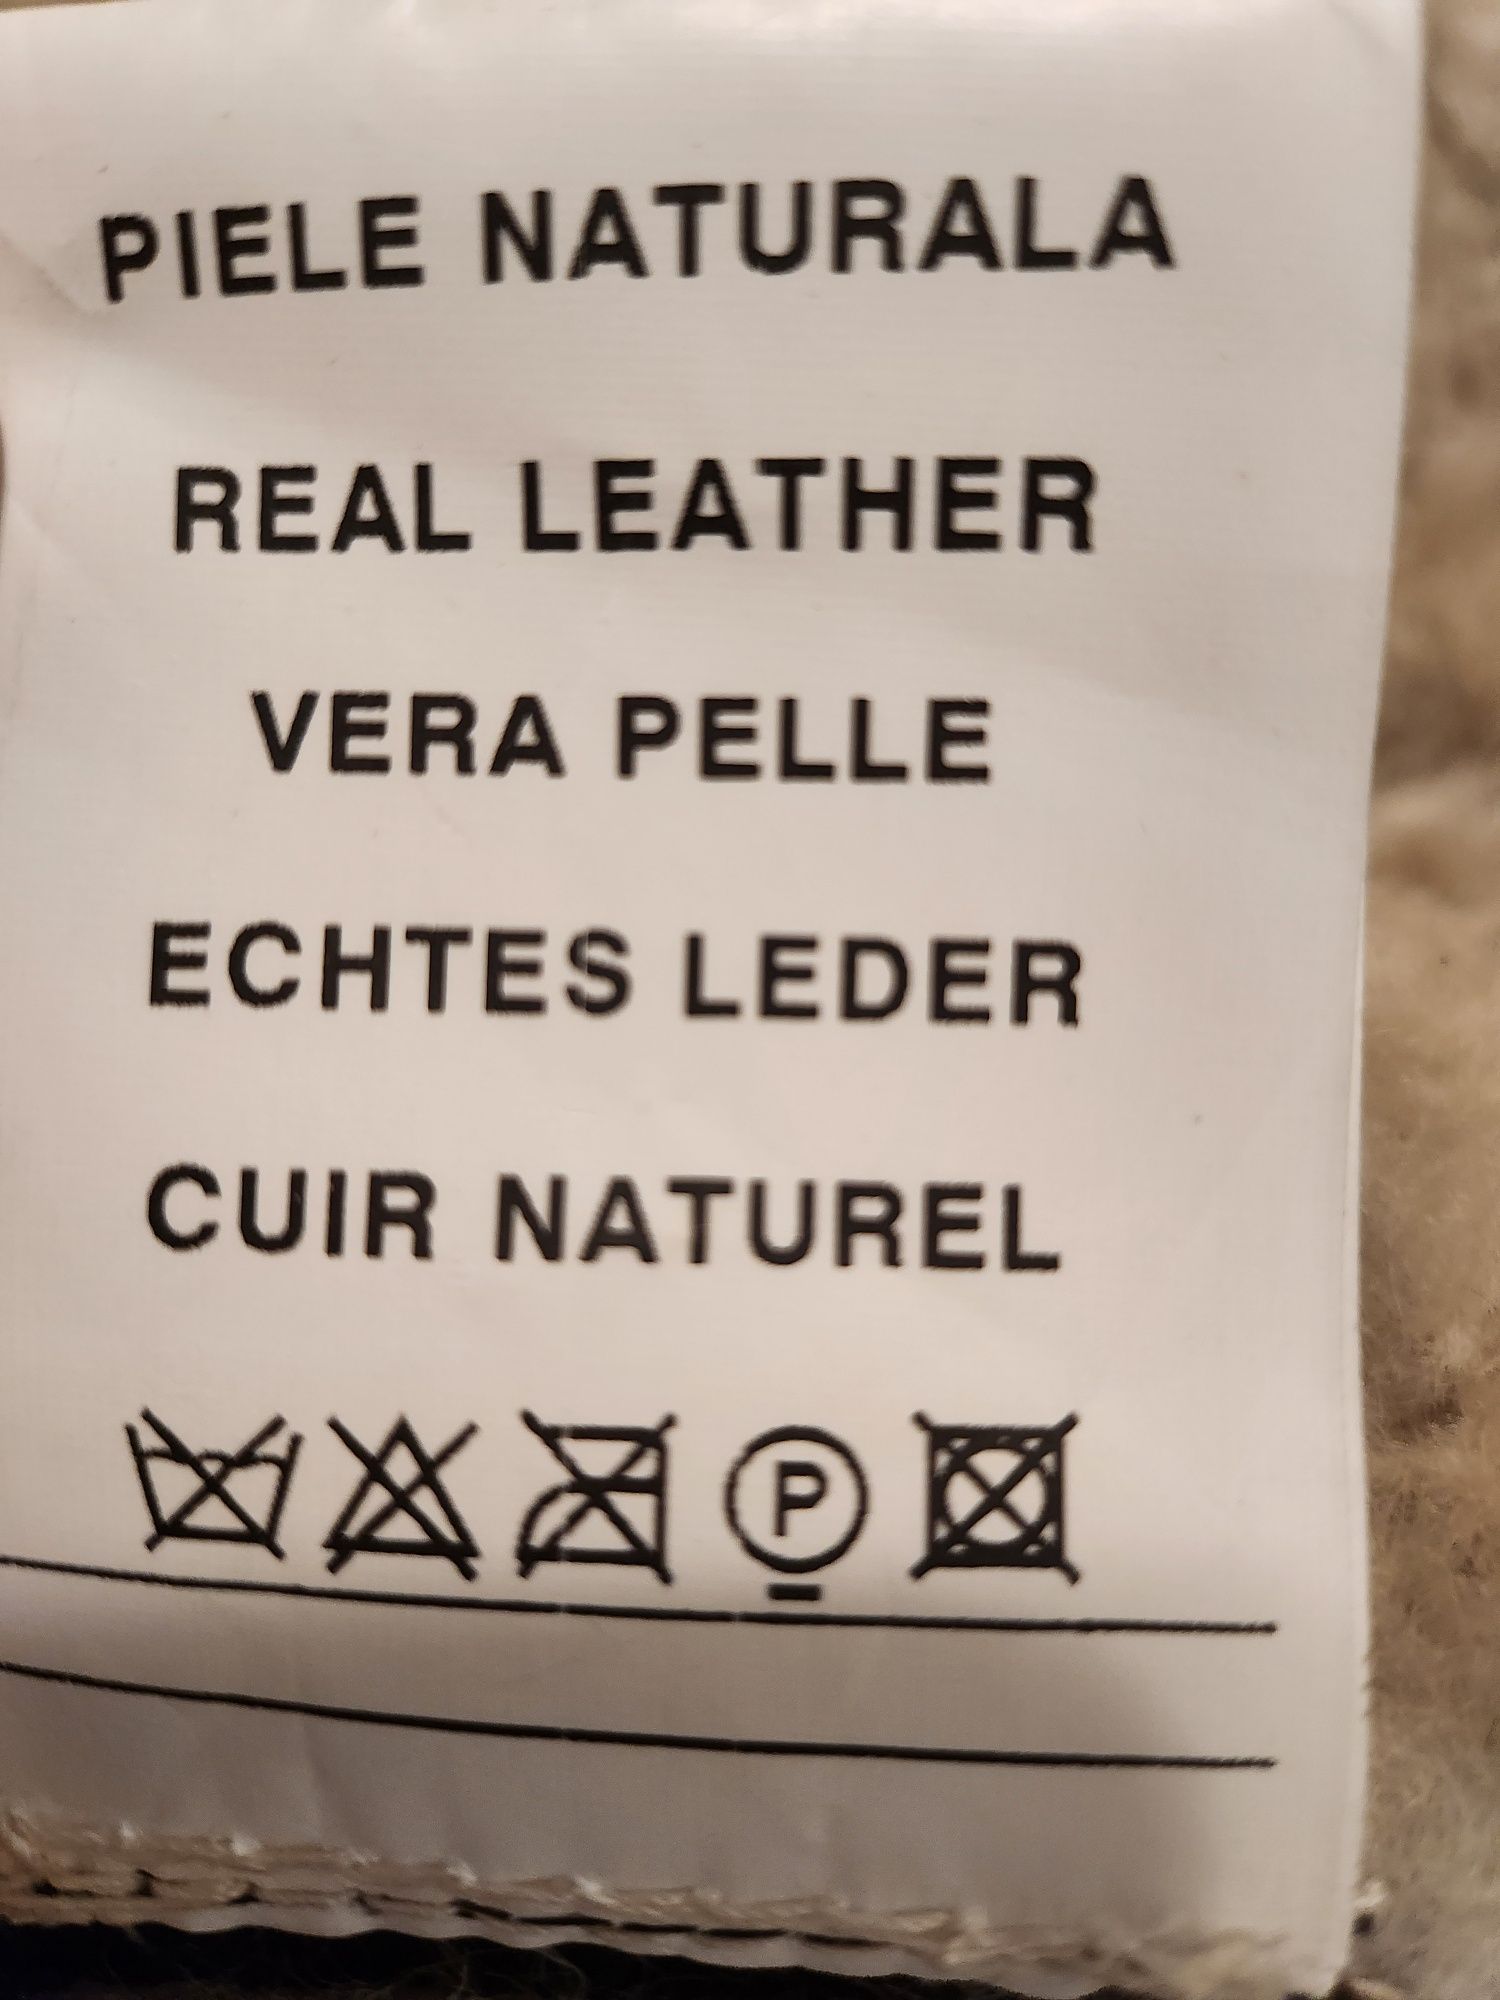 PIELE NATURALA
REAL LEATHER
VERA PELLE
ECHTES LEDER
CUIR NATUREL
P